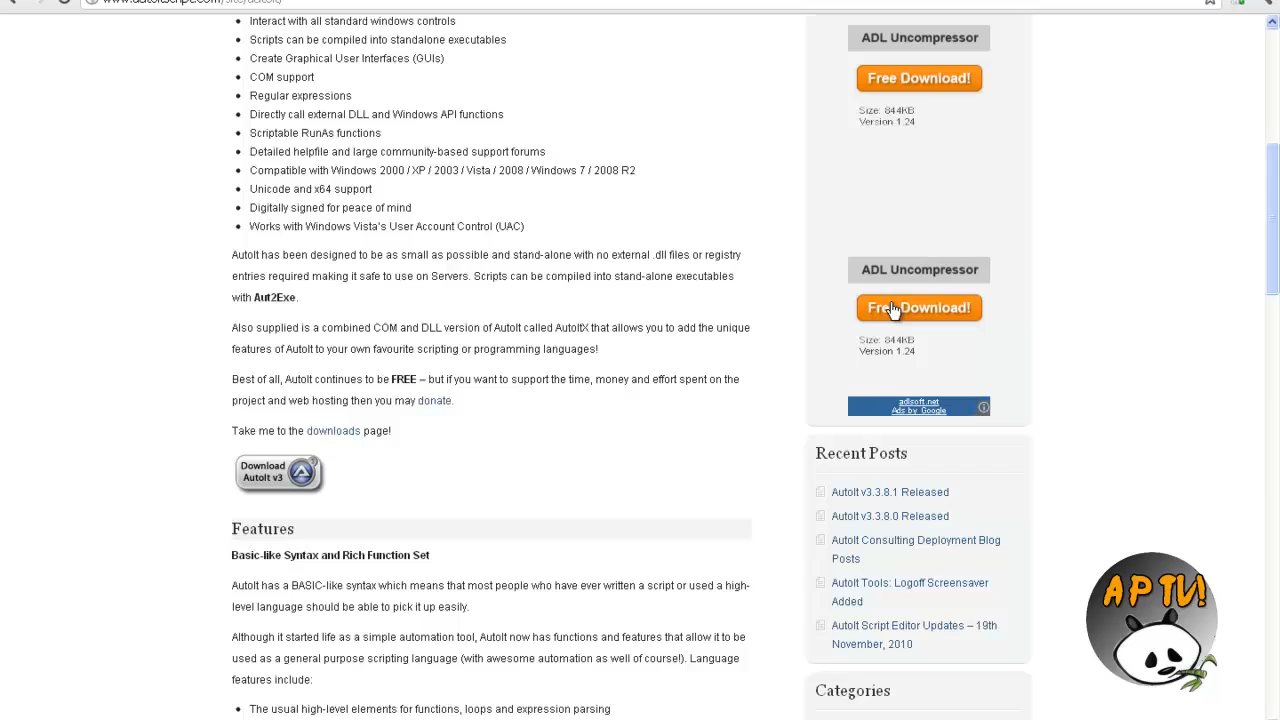 Interact with all standard windows controls
Scripts can be compiled into standalone executables
Create Graphical User Interfaces (GUIs)
COM support
Regular expressions
Directly call external DLL and Windows API functions
Scriptable RunAs functions
Detailed helpfile and large community-based support forums
Compatible with Windows 2000 / XP / 2003 / Vista / 2008 / Windows 7 / 2008 R2
Unicode and x64 support
Digitally signed for peace of mind
Works with Windows Vista's User Account Control (UAC)
AutoIt has been designed to be as small as possible and stand-alone with no external .dll files or registry
entries required making it safe to use on Servers. Scripts can be compiled into stand-alone executables
with Aut2Exe.
Also supplied is a combined COM and DLL version of AutoIt called AutoItX that allows you to add the unique
features of AutoIt to your own favourite scripting or programming languages!
Best of all, AutoIt continues to be FREE – but if you want to support the time, money and effort spent on the
project and web hosting then you may donate.
Take me to the downloads page!
Download
AutoIt v3
Features
Basic-like Syntax and Rich Function Set
AutoIt has a BASIC-like syntax which means that most people who have ever written a script or used a high-
level language should be able to pick it up easily.
Although it started life as a simple automation tool, AutoIt now has functions and features that allow it to be
used as a general purpose scripting language (with awesome automation as well of course!). Language
features include:
The usual high-level elements for functions, loops and expression parsing
ADL Uncompressor
Free Download!
Size: 844KB
Version 1.24
ADL Uncompressor
Free Download!
Size: 844KB
Version 1.24
adlsoft.net
Ads by Google
Recent Posts
AutoIt v3.3.8.1 Released
AutoIt v3.3.8.0 Released
AutoIt Consulting Deployment Blog
Posts
AutoIt Tools: Logoff Screensaver
Added
AutoIt Script Editor Updates – 19th
November, 2010
Categories
APTV!